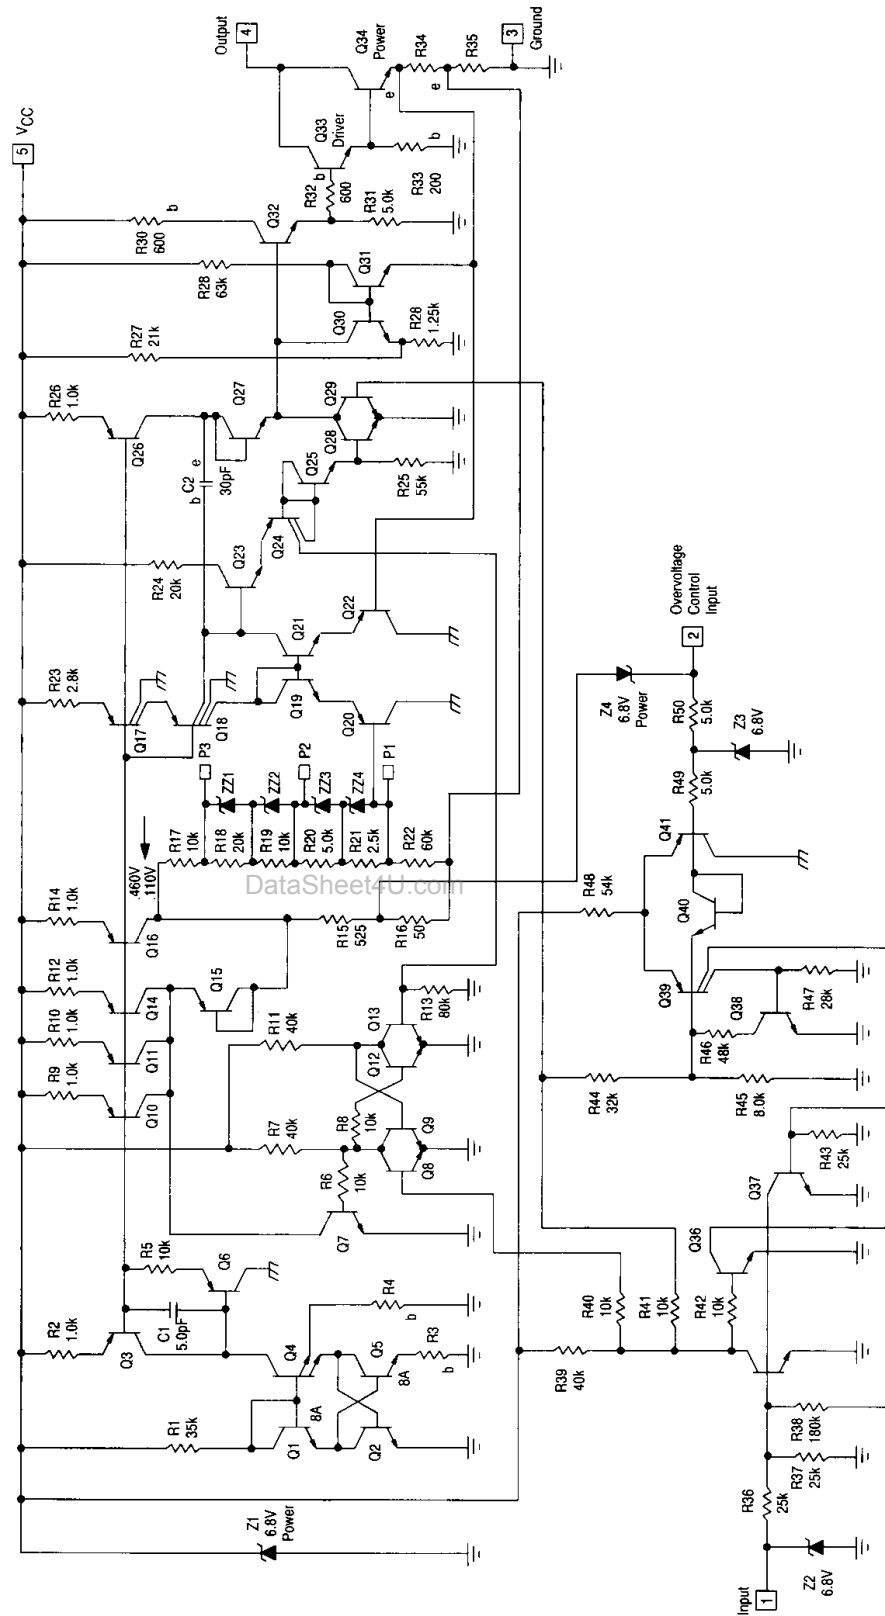 5 VCC
Output
4
Q34
Power
R34
e
R35
3
Ground
e
Q33
Driver
b
R32
600
R33
200
b
R31
5.0k
Q32
R30
600
b
R28
63k
Q31
Q30
R28
1.25k
R27
21k
R26
1.0k
Q26
Q27
C2
30pF
b
e
Q29
Q28
Q25
R25
55k
Q24
Q23
R24
20k
Q21
Q22
R23
2.8k
Q17
Q18
Q19
Q20
P3
P2
P1
ZZ1
ZZ2
ZZ3
ZZ4
R17
10k
R18
20k
R19
10k
R20
5.0k
R21
2.5k
R22
60k
.460V
.110V
R14
1.0k
Q16
R15
525
R16
50
R12
1.0k
Q14
Q15
R10
1.0k
Q11
R9
1.0k
Q10
R11
40k
Q13
Q12
R13
80k
R7
40k
R8
10k
R6
10k
Q9
Q8
Q7
R5
10k
Q6
C1
5.0pF
R2
1.0k
Q3
Q4
8A
R4
b
Q5
8A
R3
b
R1
35k
Q1
Q2
Z1
6.8V
Power
DataSheet4U.com
Overvoltage
Control
Input
2
Z4
6.8V
Power
R50
5.0k
Z3
6.8V
R49
5.0k
Q41
R48
54k
Q40
Q39
Q38
R47
28k
R46
48k
R44
32k
R45
8.0k
Q37
R43
25k
Q36
R40
10k
R41
10k
R42
10k
R39
40k
R38
180k
R37
25k
R36
25k
Z2
6.8V
Input
1